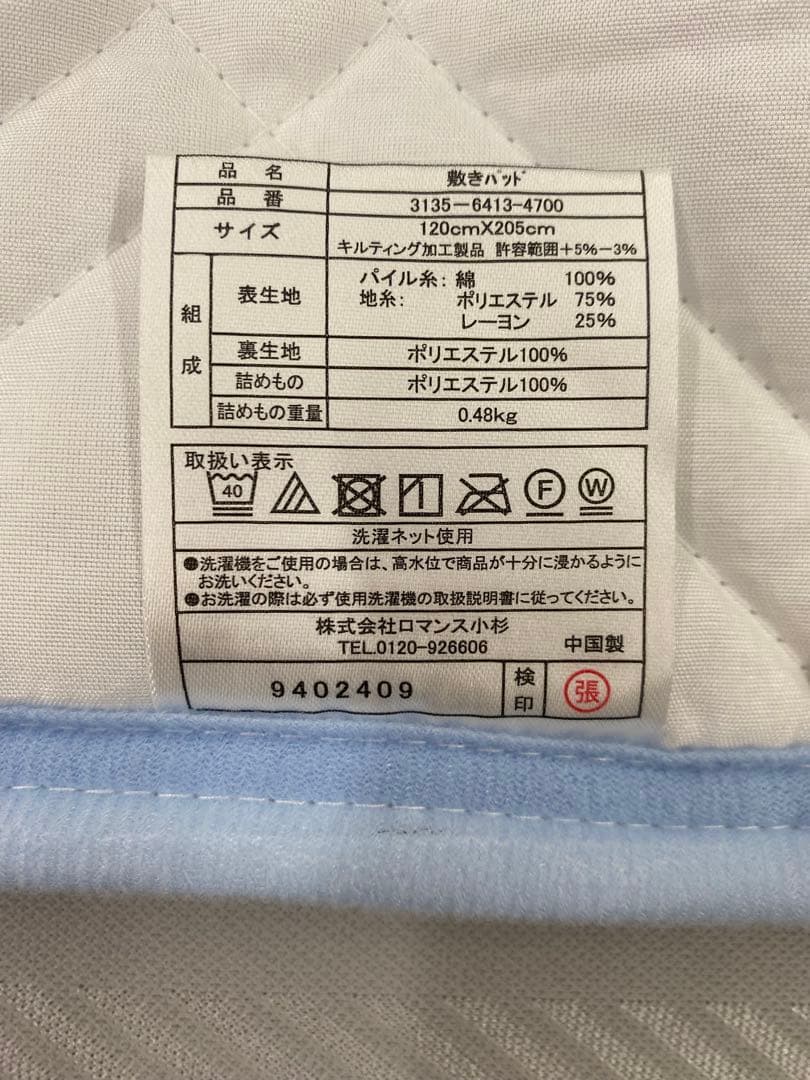 品 名 敷きパッド
品 番 3135-6413-4700
サイズ 120cmX205cm
キルティング加工製品 許容範囲+5%-3%
組成
表生地 パイル糸: 綿 100%
地糸: ポリエステル 75%
レーヨン 25%
裏生地 ポリエステル100%
詰めもの ポリエステル100%
詰めもの重量 0.48kg
取扱い表示
40 F W
洗濯ネット使用
●洗濯機をご使用の場合は、高水位で商品が十分に浸かるように
お洗いください。
●お洗濯の際は必ず使用洗濯機の取扱説明書に従ってください。
株式会社ロマンス小杉
TEL.0120-926606 中国製
9402409 検印 張